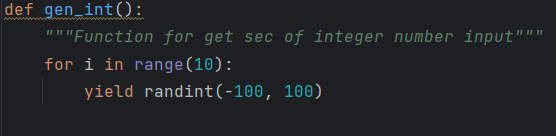 def gen_int():
    """Function for get sec of integer number input"""
    for i in range(10):
        yield randint(-100, 100)